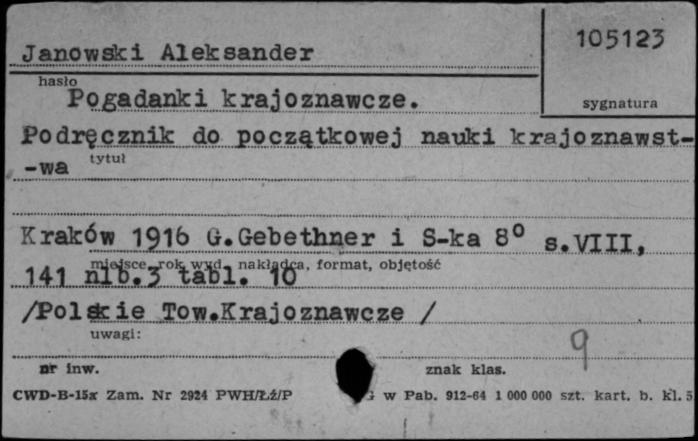 105123
Janowski Aleksander
hasło
Pogadanki krajoznawcze.
sygnatura
Podręcznik do początkowej nauki krajoznawst-
-wa
tytuł
Kraków 1916 G.Gebethner i S-ka 8° s.VIII,
miejsce, rok wyd. nakładca, format, objętość
141 nlb.3 tabl. 10
/Polskie Tow.Krajoznawcze /
uwagi:
9
nr inw.
znak klas.
CWD-B-15x Zam. Nr 2924 PWH/Łź/P G w Pab. 912-64 1 000 000 szt. kart. b. kl. 5